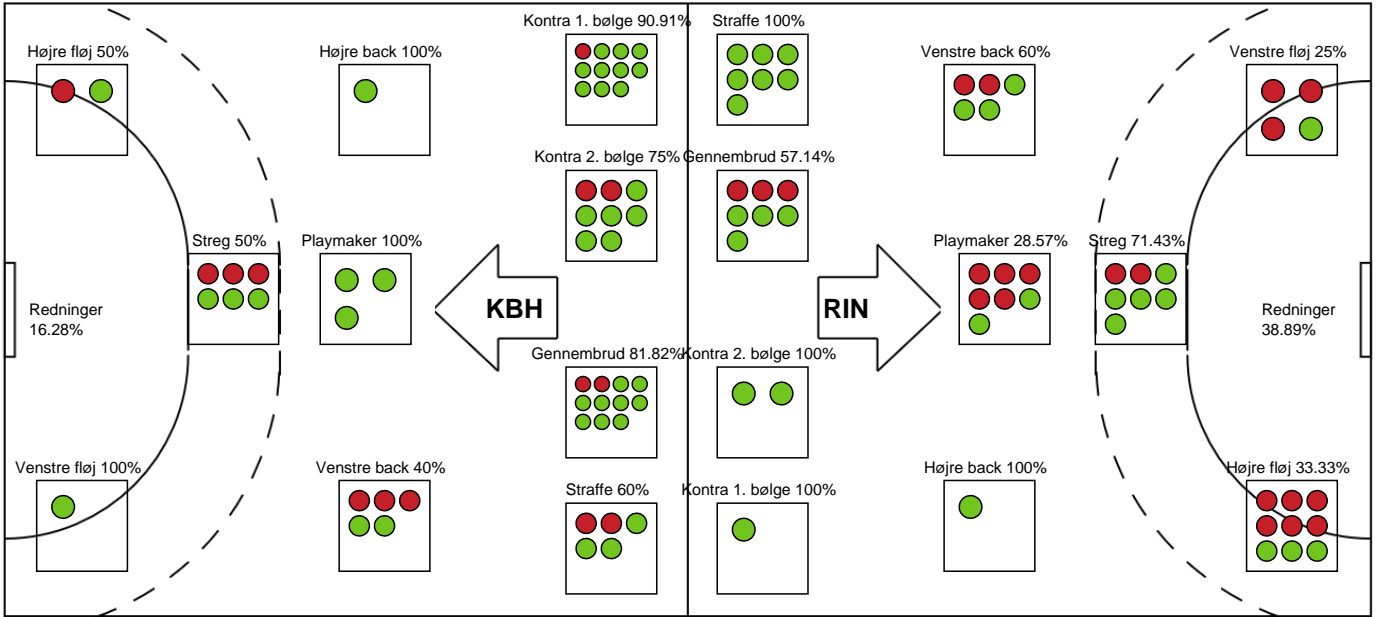 Kontra 1. bølge 90.91%
Straffe 100%
Højre fløj 50%
Højre back 100%
Venstre back 60%
Venstre fløj 25%
Kontra 2. bølge 75%
Gennembrud 57.14%
Streg 50%
Playmaker 100%
Playmaker 28.57%
Streg 71.43%
KBH
RIN
Redninger
16.28%
Redninger
38.89%
Gennembrud 81.82%
Kontra 2. bølge 100%
Venstre fløj 100%
Venstre back 40%
Højre back 100%
Højre fløj 33.33%
Straffe 60%
Kontra 1. bølge 100%